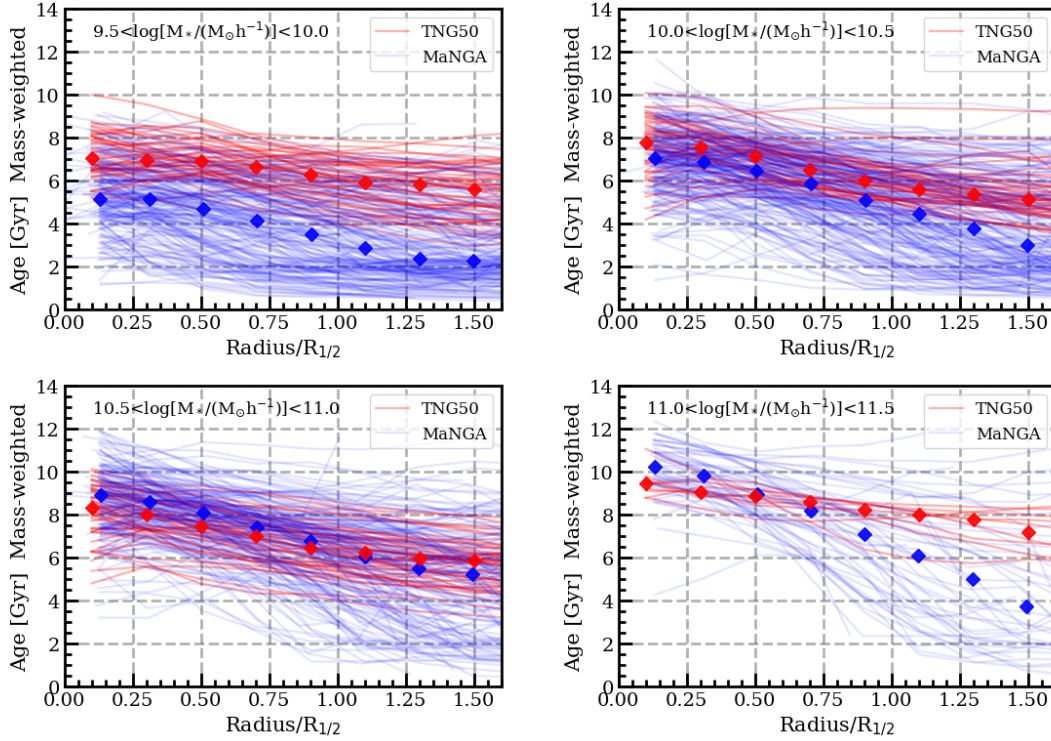 9.5<log[M∗/(M⊙h⁻¹)]<10.0
TNG50
MaNGA
Age [Gyr] Mass-weighted
14
12
10
8
6
4
2
0
0.00 0.25 0.50 0.75 1.00 1.25 1.50
Radius/R1/2
10.0<log[M∗/(M⊙h⁻¹)]<10.5
TNG50
MaNGA
Age [Gyr] Mass-weighted
14
12
10
8
6
4
2
0
0.00 0.25 0.50 0.75 1.00 1.25 1.50
Radius/R1/2
10.5<log[M∗/(M⊙h⁻¹)]<11.0
TNG50
MaNGA
Age [Gyr] Mass-weighted
14
12
10
8
6
4
2
0
0.00 0.25 0.50 0.75 1.00 1.25 1.50
Radius/R1/2
11.0<log[M∗/(M⊙h⁻¹)]<11.5
TNG50
MaNGA
Age [Gyr] Mass-weighted
14
12
10
8
6
4
2
0
0.00 0.25 0.50 0.75 1.00 1.25 1.50
Radius/R1/2